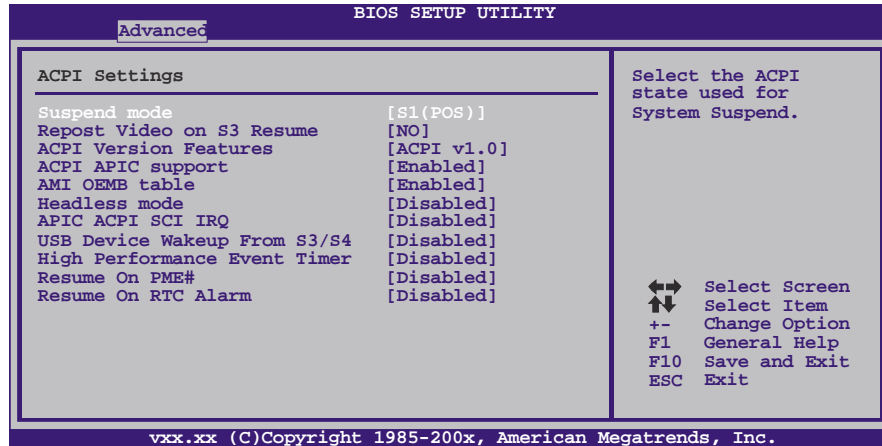 BIOS SETUP UTILITY
Advanced
ACPI Settings
Suspend mode [S1(POS)]
Repost Video on S3 Resume [NO]
ACPI Version Features [ACPI v1.0]
ACPI APIC support [Enabled]
AMI OEMB table [Enabled]
Headless mode [Disabled]
APIC ACPI SCI IRQ [Disabled]
USB Device Wakeup From S3/S4 [Disabled]
High Performance Event Timer [Disabled]
Resume On PME# [Disabled]
Resume On RTC Alarm [Disabled]
Select the ACPI
state used for
System Suspend.
Select Screen
Select Item
+- Change Option
F1 General Help
F10 Save and Exit
ESC Exit
vxx.xx (C)Copyright 1985-200x, American Megatrends, Inc.